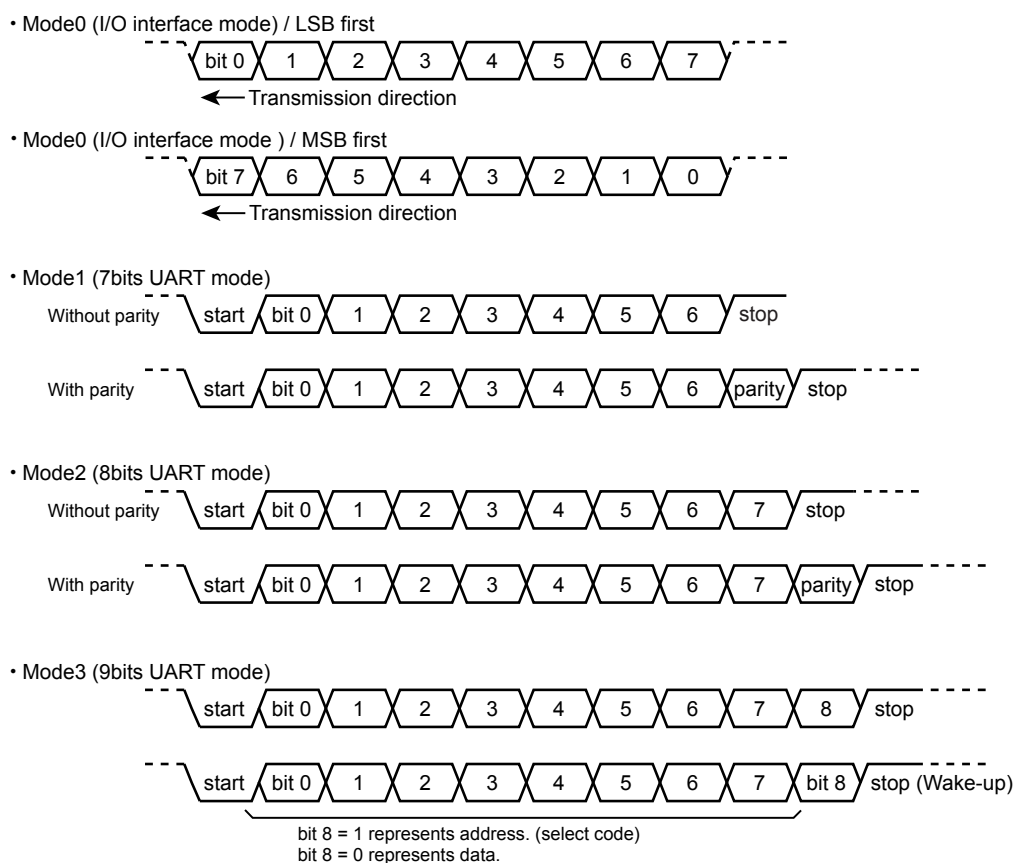 ・Mode0 (I/O interface mode) / LSB first
bit 0 1 2 3 4 5 6 7
Transmission direction
・Mode0 (I/O interface mode ) / MSB first
bit 7 6 5 4 3 2 1 0
Transmission direction
・Mode1 (7bits UART mode)
Without parity start bit 0 1 2 3 4 5 6 stop
With parity start bit 0 1 2 3 4 5 6 parity stop
・Mode2 (8bits UART mode)
Without parity start bit 0 1 2 3 4 5 6 7 stop
With parity start bit 0 1 2 3 4 5 6 7 parity stop
・Mode3 (9bits UART mode)
start bit 0 1 2 3 4 5 6 7 8 stop
start bit 0 1 2 3 4 5 6 7 bit 8 stop (Wake-up)
bit 8 = 1 represents address. (select code)
bit 8 = 0 represents data.